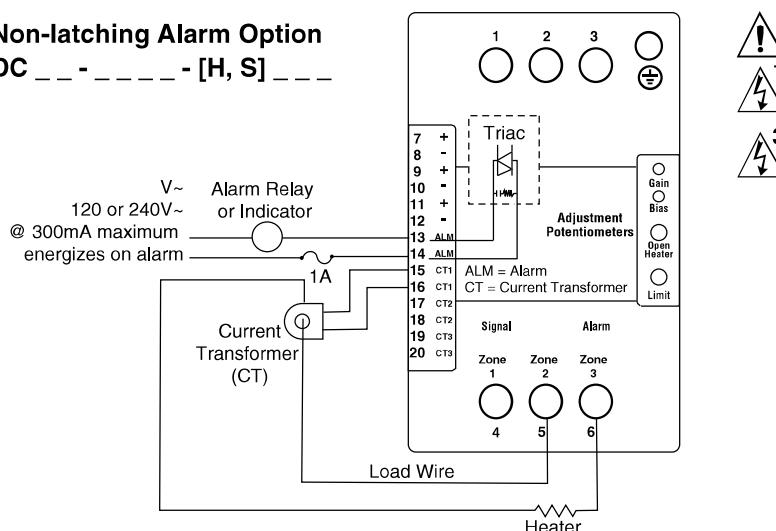 Non-latching Alarm Option
DC _ _ - _ _ _ _ - [H, S] _ _ _
1 2 3
7 +
8 -
9 +
10 -
11 +
12 -
13 ALM
14 ALM
15 CT1
16 CT1
17 CT2
18 CT2
19 CT3
20 CT3
Triac
V~
120 or 240V~
@ 300mA maximum
energizes on alarm
Alarm Relay
or Indicator
1A
Adjustment
Potentiometers
Gain
Bias
Open
Heater
Limit
ALM = Alarm
CT = Current Transformer
Current
Transformer
(CT)
Signal Alarm
Zone Zone Zone
1 2 3
4 5 6
Load Wire
Heater